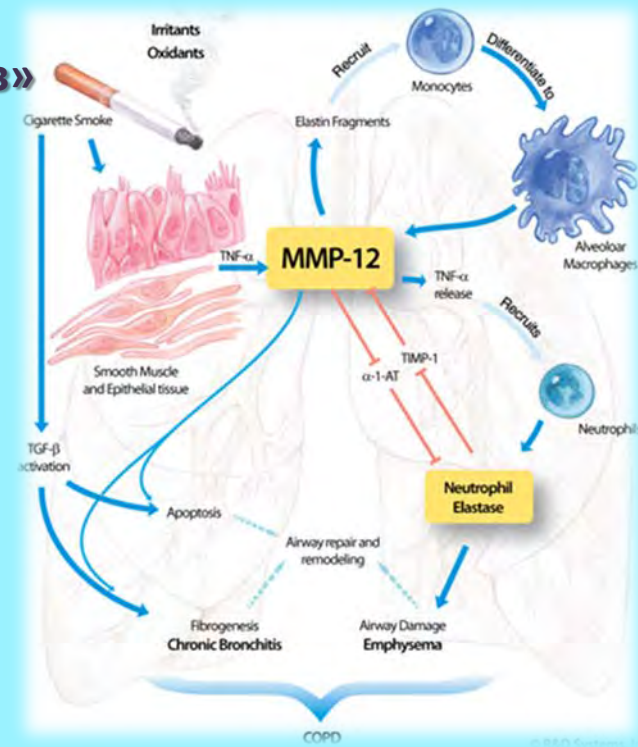 Irritants
Oxidants
Cigarette Smoke
Recruit
Monocytes
Differentiate to
Elastin Fragments
Alveoloar
Macrophages
TNF-α
MMP-12
TNF-α
release
Recruits
TIMP-1
α-1-AT
Smooth Muscle
and Epithelial tissue
Neutrophils
TGF-β
activation
Neutrophil
Elastase
Apoptosis
Airway repair and
remodeling
Fibrogenesis
Chronic Bronchitis
Airway Damage
Emphysema
COPD